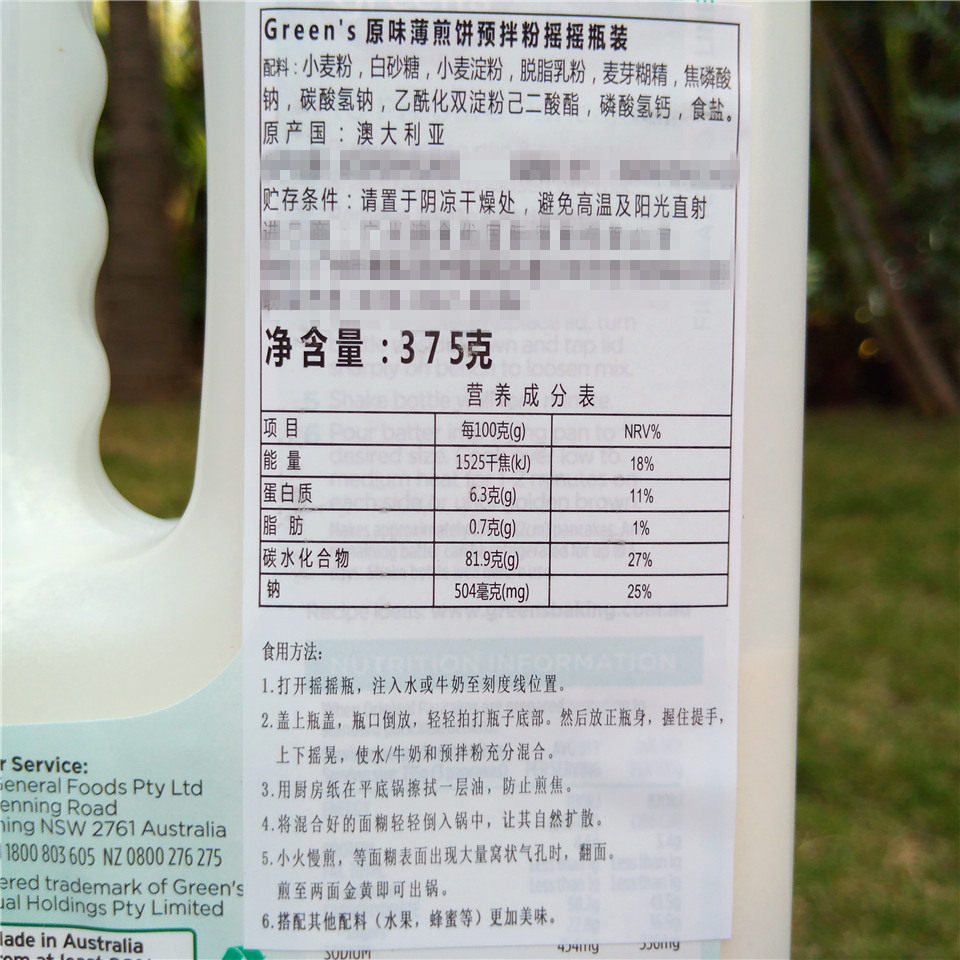 Green's 原味薄煎饼预拌粉摇摇瓶装
配料:小麦粉,白砂糖,小麦淀粉,脱脂乳粉,麦芽糊精,焦磷酸
钠,碳酸氢钠,乙酰化双淀粉己二酸酯,磷酸氢钙,食盐。
原产国:澳大利亚
贮存条件:请置于阴凉干燥处,避免高温及阳光直射
净含量:375克
营养成分表
项目 每100克(g) NRV%
能量 1525千焦(kJ) 18%
蛋白质 6.3克(g) 11%
脂肪 0.7克(g) 1%
碳水化合物 81.9克(g) 27%
钠 504毫克(mg) 25%
食用方法:
1.打开摇摇瓶,注入水或牛奶至刻度线位置。
2.盖上瓶盖,瓶口倒放,轻轻拍打瓶子底部。然后放正瓶身,握住提手,
上下摇晃,使水/牛奶和预拌粉充分混合。
3.用厨房纸在平底锅擦拭一层油,防止煎焦。
4.将混合好的面糊轻轻倒入锅中,让其自然扩散。
5.小火慢煎,等面糊表面出现大量窝状气孔时,翻面。
煎至两面金黄即可出锅。
6.搭配其他配料(水果,蜂蜜等)更加美味。
r Service:
General Foods Pty Ltd
enning Road
ning NSW 2761 Australia
1800 803 605 NZ 0800 276 275
ered trademark of Green's
ual Holdings Pty Limited
Made in Australia
NUTRITION INFORMATION
SODIUM 454mg 550mg